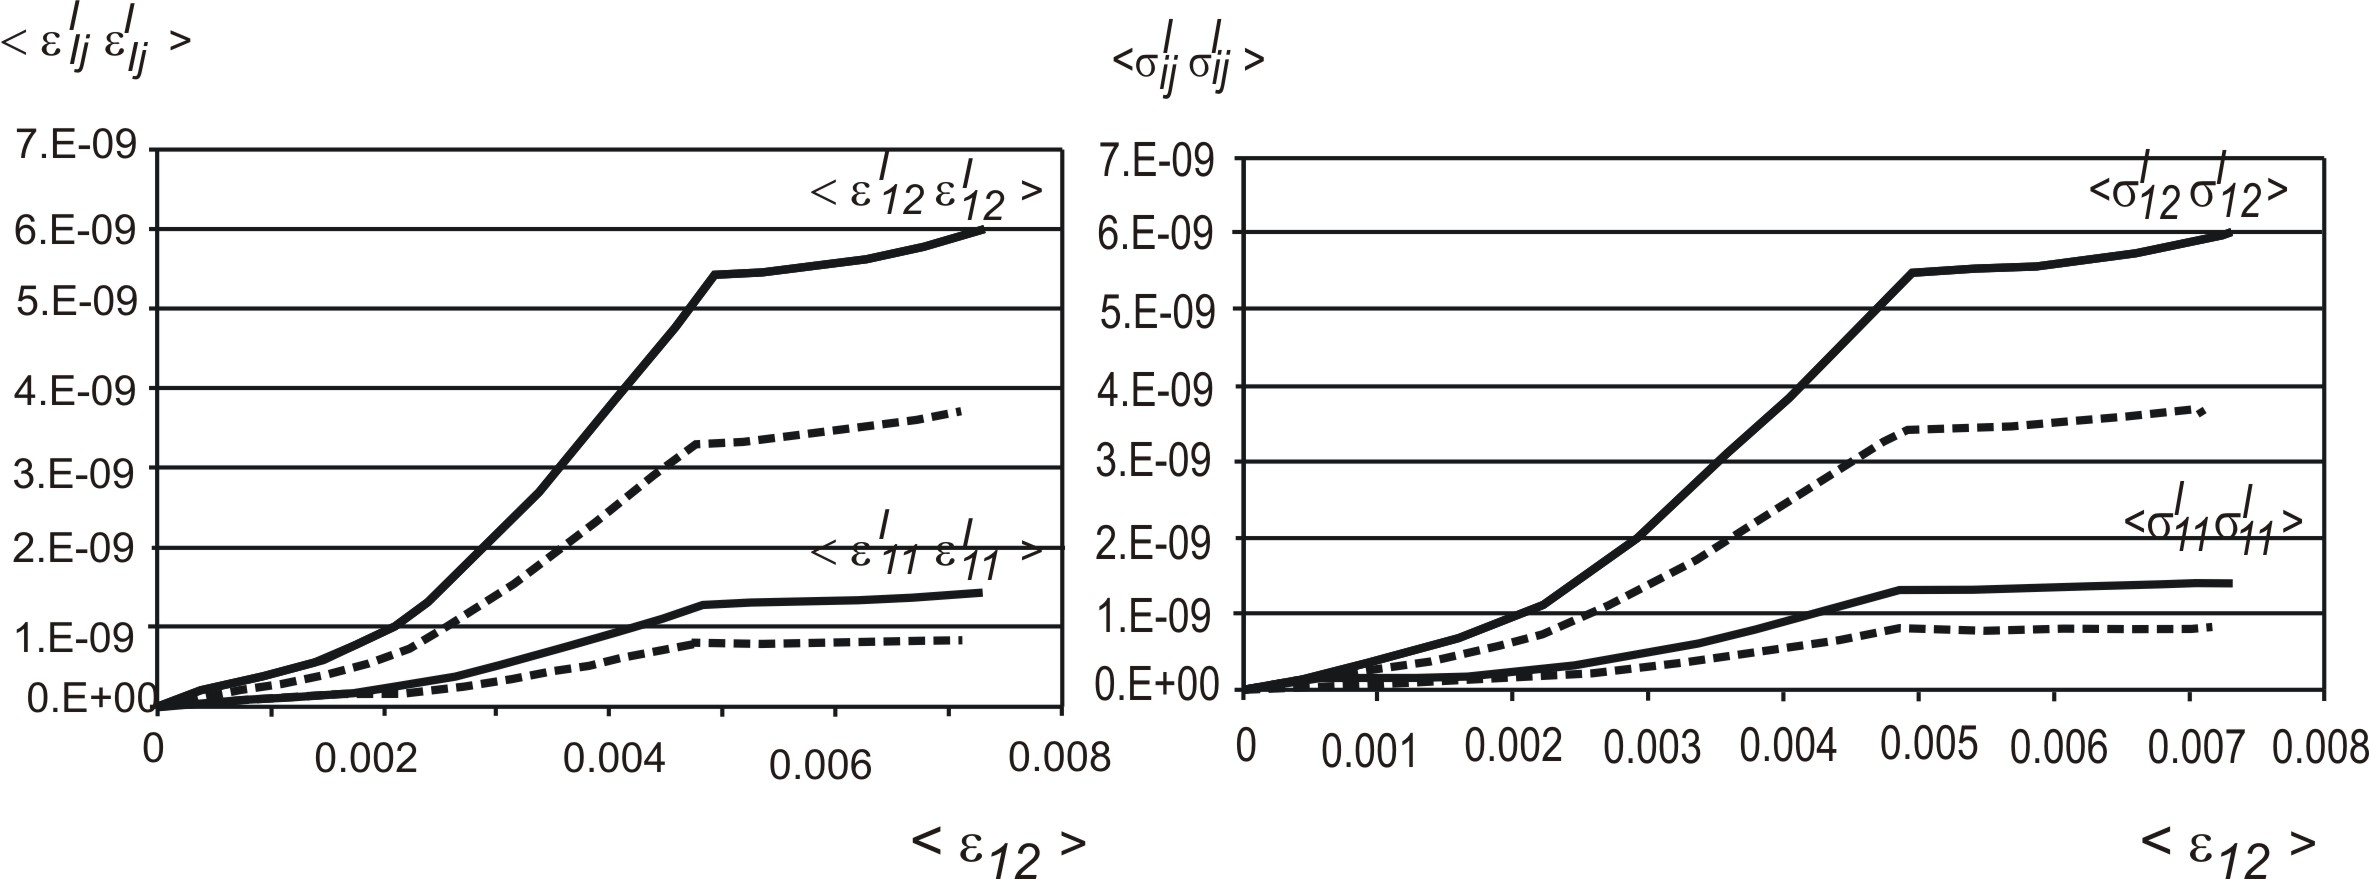 < ε^I_Ij ε^I_Ij >
7.E-09
6.E-09
5.E-09
4.E-09
3.E-09
2.E-09
1.E-09
0.E+00
< ε^I_12 ε^I_12 >
< ε^I_11 ε^I_11 >
0 0.002 0.004 0.006 0.008
< ε_12 >
<σ^I_ij σ^I_ij >
7.E-09
6.E-09
5.E-09
4.E-09
3.E-09
2.E-09
1.E-09
0.E+00
<σ^I_12 σ^I_12>
<σ^I_11 σ^I_11>
0 0.001 0.002 0.003 0.004 0.005 0.006 0.007 0.008
< ε_12 >